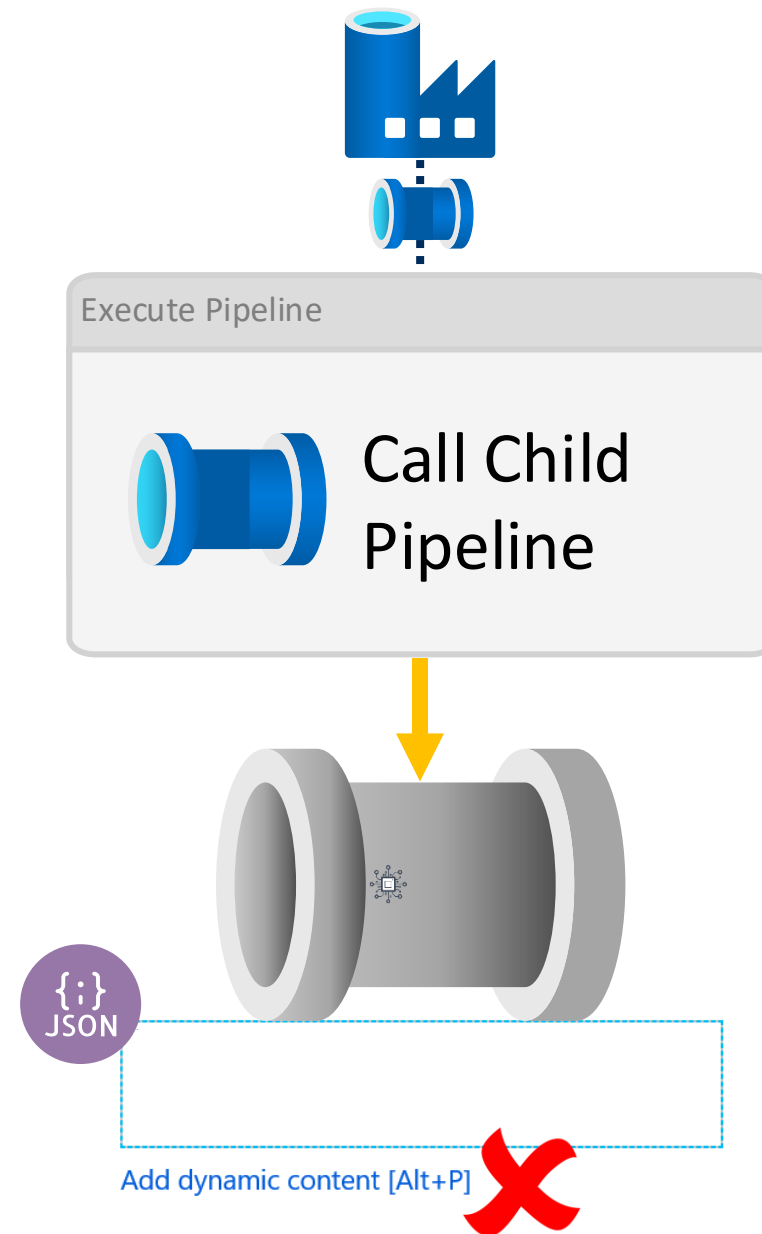 Execute Pipeline
Call Child
Pipeline
{;}
JSON
Add dynamic content [Alt+P]